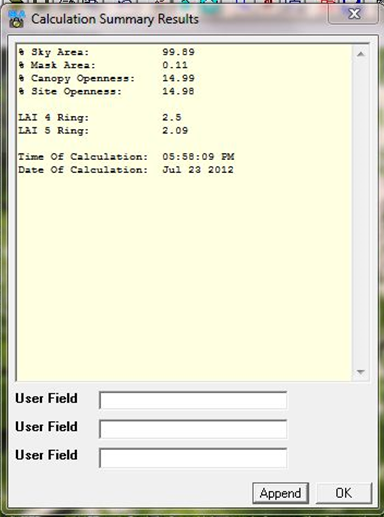 Calculation Summary Results
% Sky Area: 99.89
% Mask Area: 0.11
% Canopy Openness: 14.99
% Site Openness: 14.98
LAI 4 Ring: 2.5
LAI 5 Ring: 2.09
Time Of Calculation: 05:58:09 PM
Date Of Calculation: Jul 23 2012
User Field
User Field
User Field
Append OK